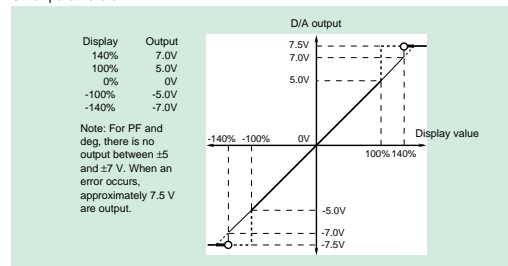 D/A output
Display Output
140% 7.0V
100% 5.0V
0% 0V
-100% -5.0V
-140% -7.0V
Note: For PF and
deg, there is no
output between ±5
and ±7 V. When an
error occurs,
approximately 7.5 V
are output.
7.5V
7.0V
5.0V
-140% -100% 0V
Display value
100% 140%
-5.0V
-7.0V
-7.5V